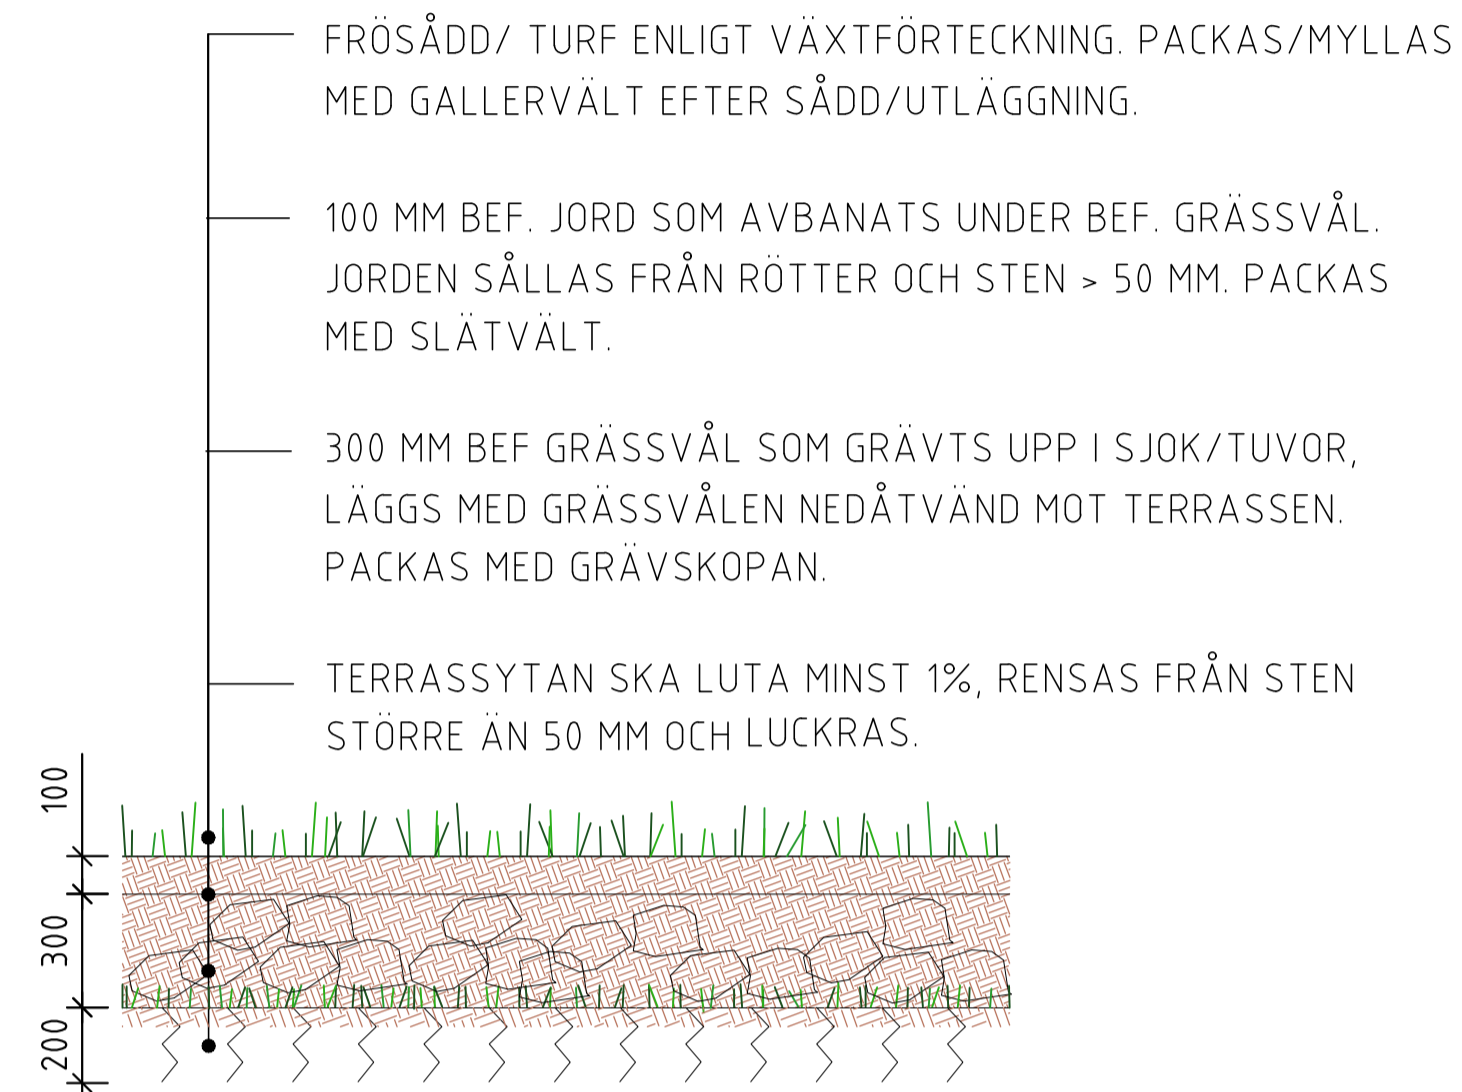 FRÖSÅDD/ TURF ENLIGT VÄXTFÖRTECKNING. PACKAS/MYLLAS
MED GALLERVÄLT EFTER SÅDD/UTLÄGGNING.
100 MM BEF. JORD SOM AVBANATS UNDER BEF. GRÄSSVÅL.
JORDEN SÅLLAS FRÅN RÖTTER OCH STEN > 50 MM. PACKAS
MED SLÄTVÄLT.
300 MM BEF GRÄSSVÅL SOM GRÄVTS UPP I SJOK/TUVOR,
LÄGGS MED GRÄSSVÅLEN NEDÅTVÄND MOT TERRASSEN.
PACKAS MED GRÄVSKOPAN.
TERRASSYTAN SKA LUTA MINST 1%, RENSAS FRÅN STEN
STÖRRE ÄN 50 MM OCH LUCKRAS.
100
300
200